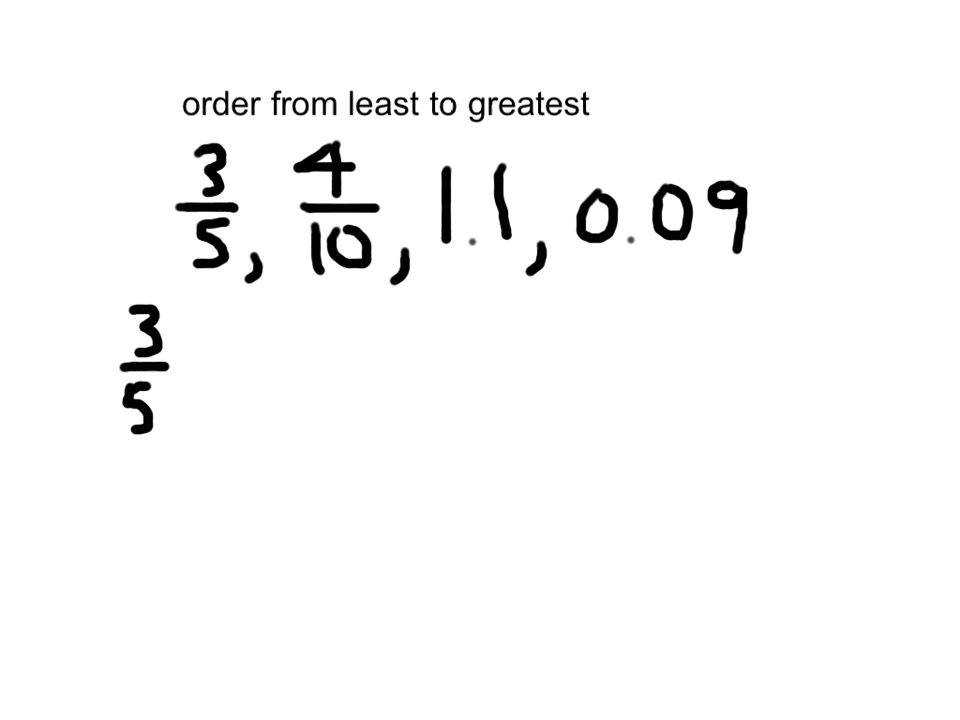 order from least to greatest
3/5, 4/10, 1.1, 0.09
3/5